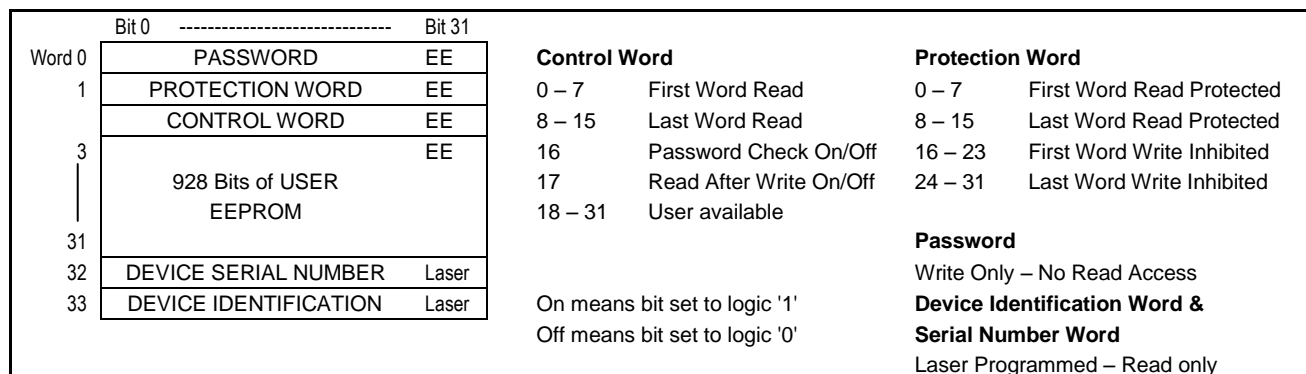 Bit 0 ------------------------------ Bit 31
Word 0 PASSWORD EE
1 PROTECTION WORD EE
CONTROL WORD EE
3 EE
928 Bits of USER
EEPROM
31
32 DEVICE SERIAL NUMBER Laser
33 DEVICE IDENTIFICATION Laser
Control Word
0 – 7 First Word Read
8 – 15 Last Word Read
16 Password Check On/Off
17 Read After Write On/Off
18 – 31 User available
On means bit set to logic '1'
Off means bit set to logic '0'
Protection Word
0 – 7 First Word Read Protected
8 – 15 Last Word Read Protected
16 – 23 First Word Write Inhibited
24 – 31 Last Word Write Inhibited
Password
Write Only – No Read Access
Device Identification Word &
Serial Number Word
Laser Programmed – Read only